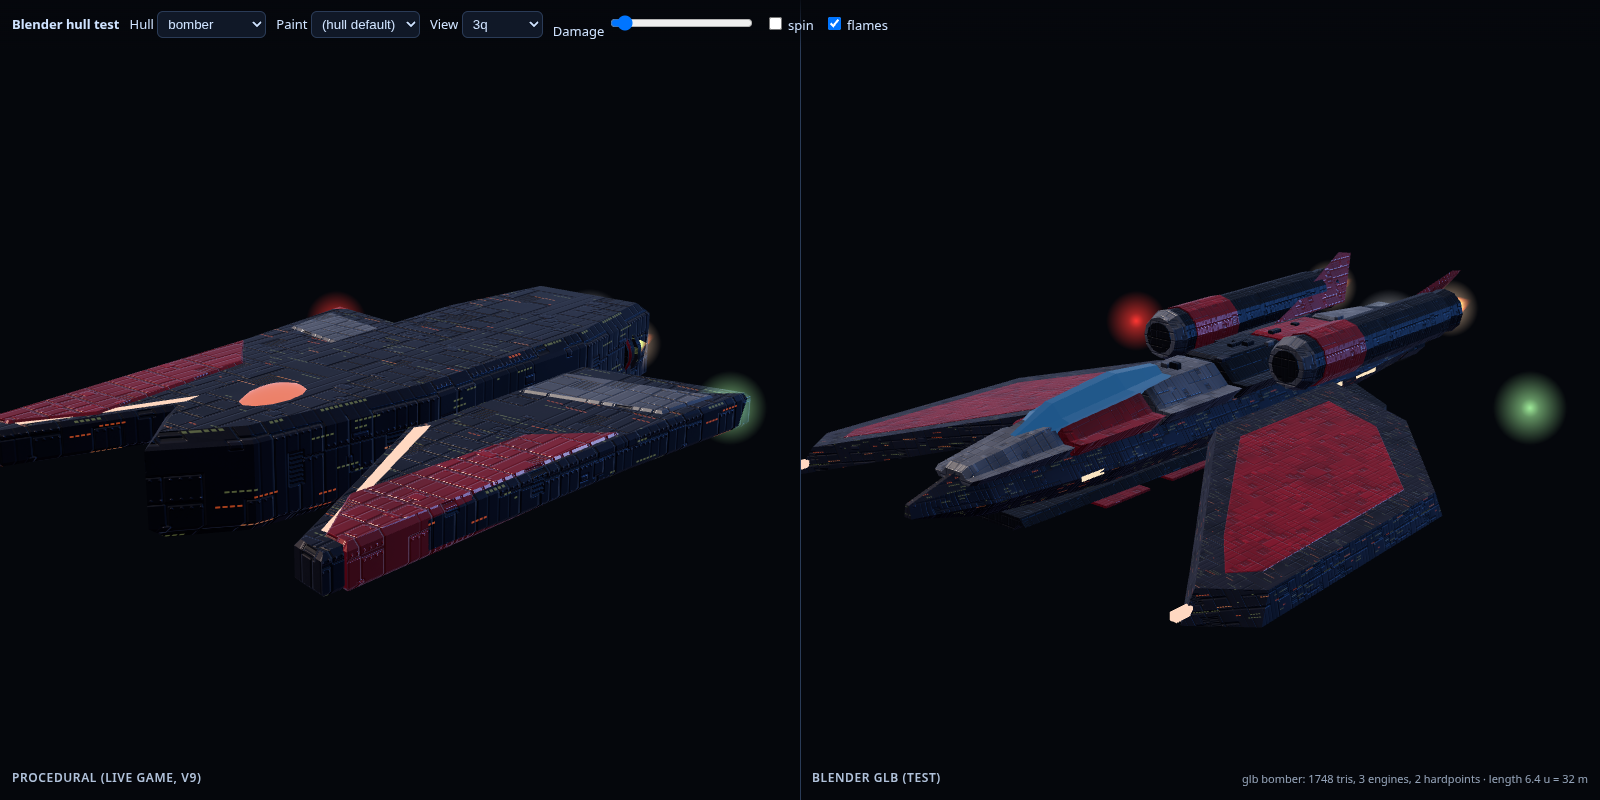 Blender hull test Hull bomber Paint (hull default) View 3q Damage spin flames
PROCEDURAL (LIVE GAME, V9)
BLENDER GLB (TEST)
glb bomber: 1748 tris, 3 engines, 2 hardpoints · length 6.4 u = 32 m